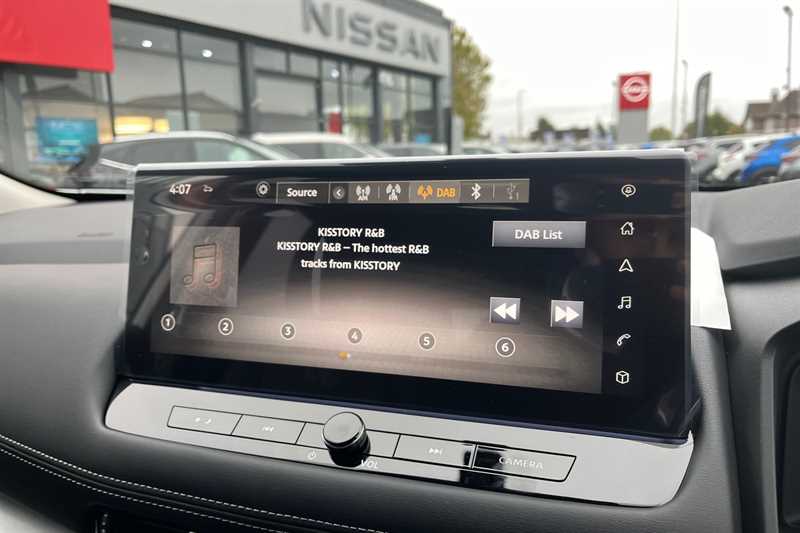 NISSAN
4:07
Source
AM
FM
DAB
KISSTORY R&B
KISSTORY R&B – The hottest R&B
tracks from KISSTORY
DAB List
1
2
3
4
5
6
VOL
CAMERA